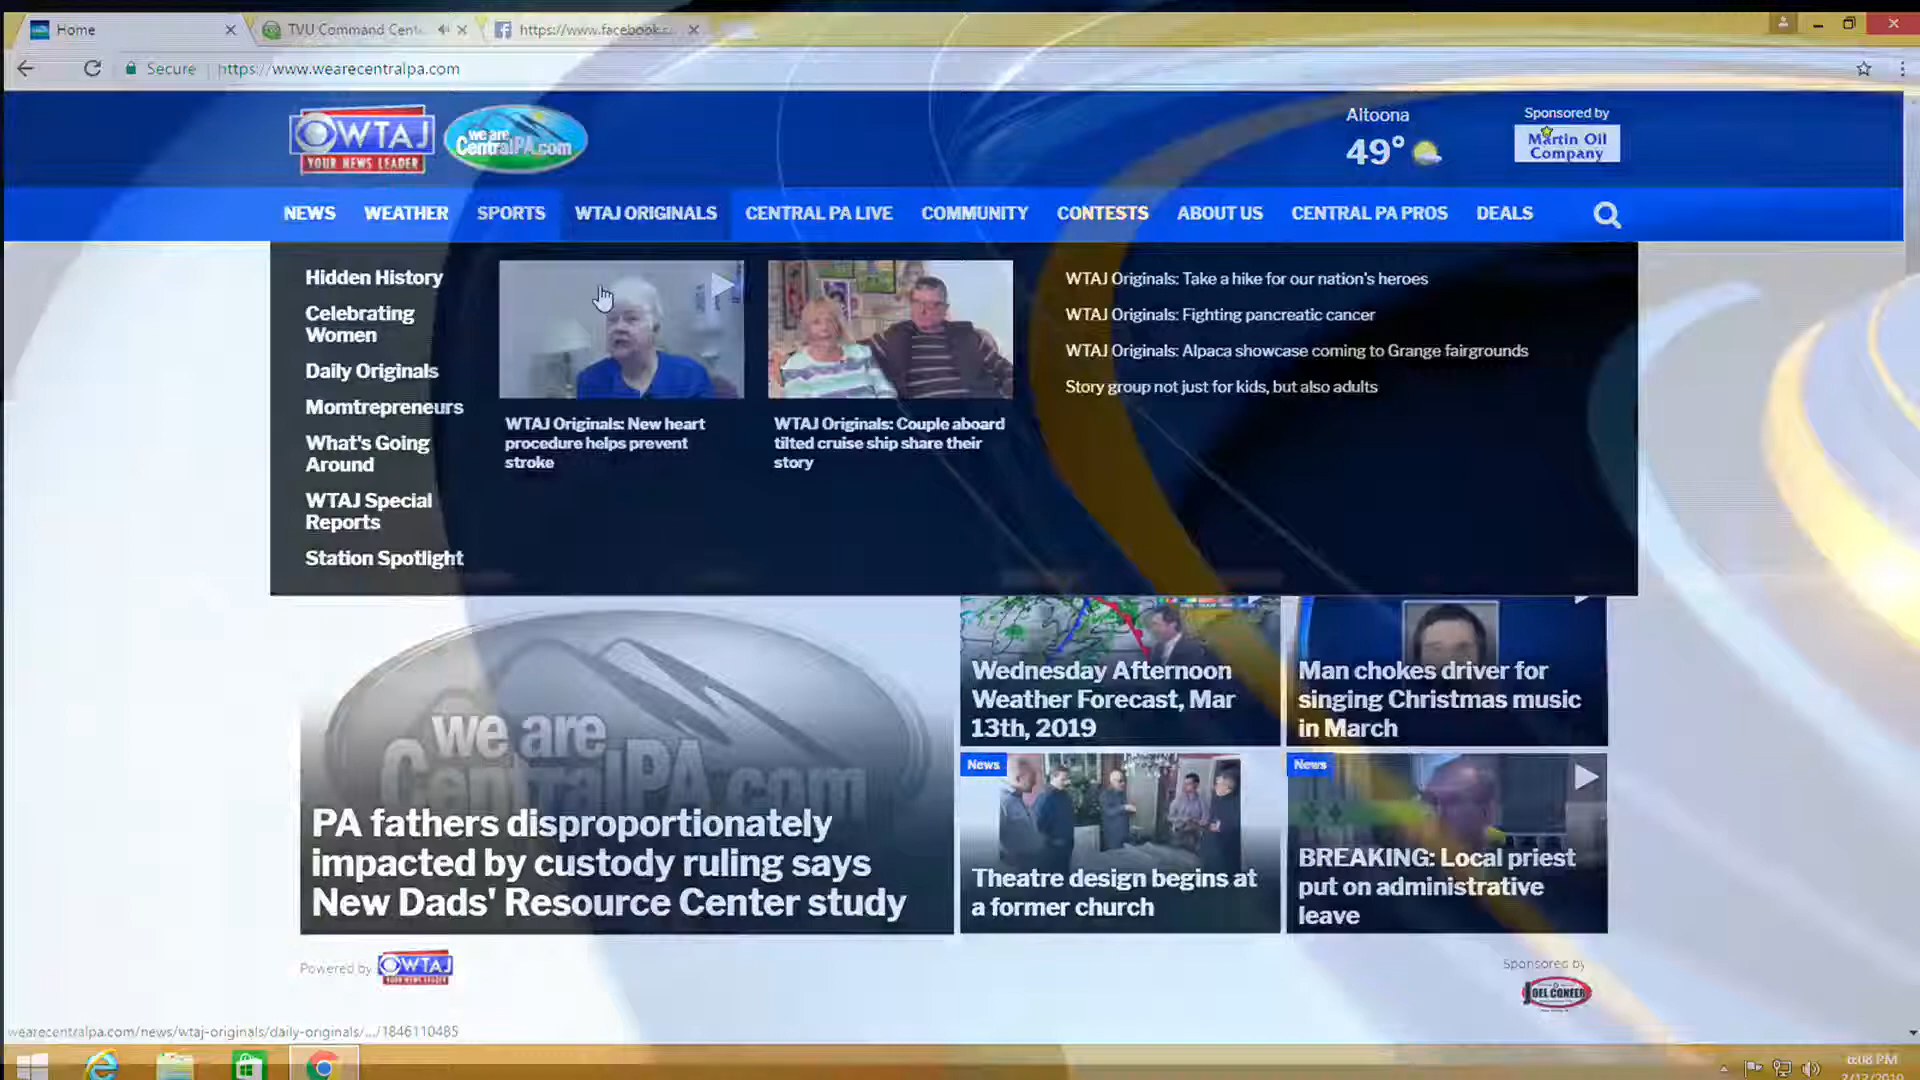 Home
TVU Command Cent
https://www.facebook.c
Secure
https://www.wearecentralpa.com
WTAJ
YOUR NEWS LEADER
we are
CentralPA.com
Altoona
49°
Sponsored by
Martin Oil
Company
NEWS
WEATHER
SPORTS
WTAJ ORIGINALS
CENTRAL PA LIVE
COMMUNITY
CONTESTS
ABOUT US
CENTRAL PA PROS
DEALS
Hidden History
Celebrating
Women
Daily Originals
Momtrepreneurs
What's Going
Around
WTAJ Special
Reports
Station Spotlight
WTAJ Originals: New heart
procedure helps prevent
stroke
WTAJ Originals: Couple aboard
tilted cruise ship share their
story
WTAJ Originals: Take a hike for our nation's heroes
WTAJ Originals: Fighting pancreatic cancer
WTAJ Originals: Alpaca showcase coming to Grange fairgrounds
Story group not just for kids, but also adults
we are
CentralPA.com
PA fathers disproportionately
impacted by custody ruling says
New Dads' Resource Center study
Wednesday Afternoon
Weather Forecast, Mar
13th, 2019
Man chokes driver for
singing Christmas music
in March
News
Theatre design begins at
a former church
News
BREAKING: Local priest
put on administrative
leave
Powered by
WTAJ
YOUR NEWS LEADER
Sponsored by
JOEL CONFER
wearecentralpa.com/news/wtaj-originals/daily-originals/.../1846110485
6:08 PM